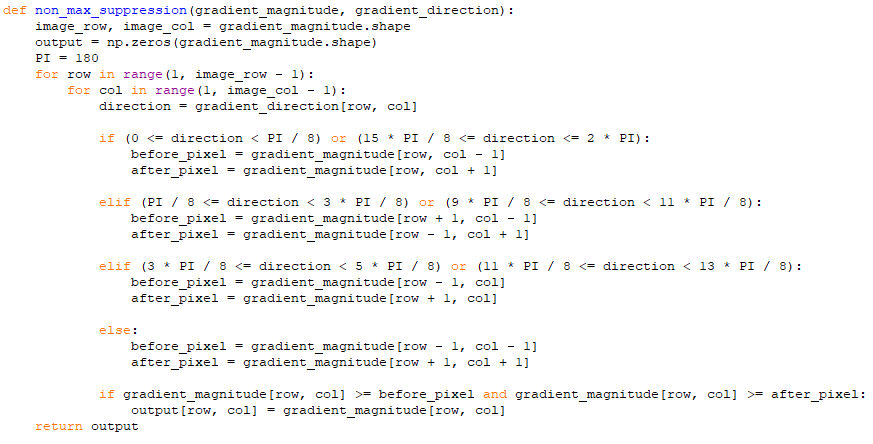 def non_max_suppression(gradient_magnitude, gradient_direction):
    image_row, image_col = gradient_magnitude.shape
    output = np.zeros(gradient_magnitude.shape)
    PI = 180
    for row in range(1, image_row - 1):
        for col in range(1, image_col - 1):
            direction = gradient_direction[row, col]

            if (0 <= direction < PI / 8) or (15 * PI / 8 <= direction <= 2 * PI):
                before_pixel = gradient_magnitude[row, col - 1]
                after_pixel = gradient_magnitude[row, col + 1]

            elif (PI / 8 <= direction < 3 * PI / 8) or (9 * PI / 8 <= direction < 11 * PI / 8):
                before_pixel = gradient_magnitude[row + 1, col - 1]
                after_pixel = gradient_magnitude[row - 1, col + 1]

            elif (3 * PI / 8 <= direction < 5 * PI / 8) or (11 * PI / 8 <= direction < 13 * PI / 8):
                before_pixel = gradient_magnitude[row - 1, col]
                after_pixel = gradient_magnitude[row + 1, col]

            else:
                before_pixel = gradient_magnitude[row - 1, col - 1]
                after_pixel = gradient_magnitude[row + 1, col + 1]

            if gradient_magnitude[row, col] >= before_pixel and gradient_magnitude[row, col] >= after_pixel:
                output[row, col] = gradient_magnitude[row, col]
    return output